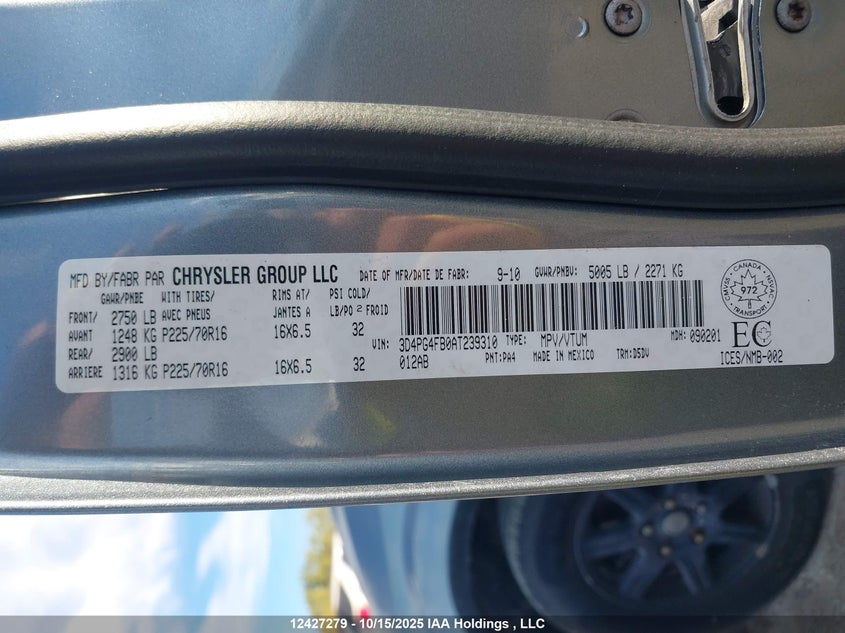 MFD BY/FABR PAR CHRYSLER GROUP LLC DATE OF MFR/DATE DE FABR: 9-10 GVWR/PNBV: 5005 LB / 2271 KG
GAWR/PNBE WITH TIRES/ RIMS AT/ PSI COLD/
FRONT/ 2750 LB AVEC PNEUS JANTES A LB/PO 2 FROID
AVANT 1248 KG P225/70R16 16X6.5 32
REAR/ 2900 LB
ARRIERE 1316 KG P225/70R16 16X6.5 32
VIN: 3D4PG4FB0AT239310 TYPE: MPV/VTUM MDH: 090201
012AB PNT: PA4 MADE IN MEXICO TRM: D5DV
CMVSS • CANADA • NSVAC
972
TRANSPORT
EC
ICES/NMB-002
12427279 - 10/15/2025 IAA Holdings , LLC